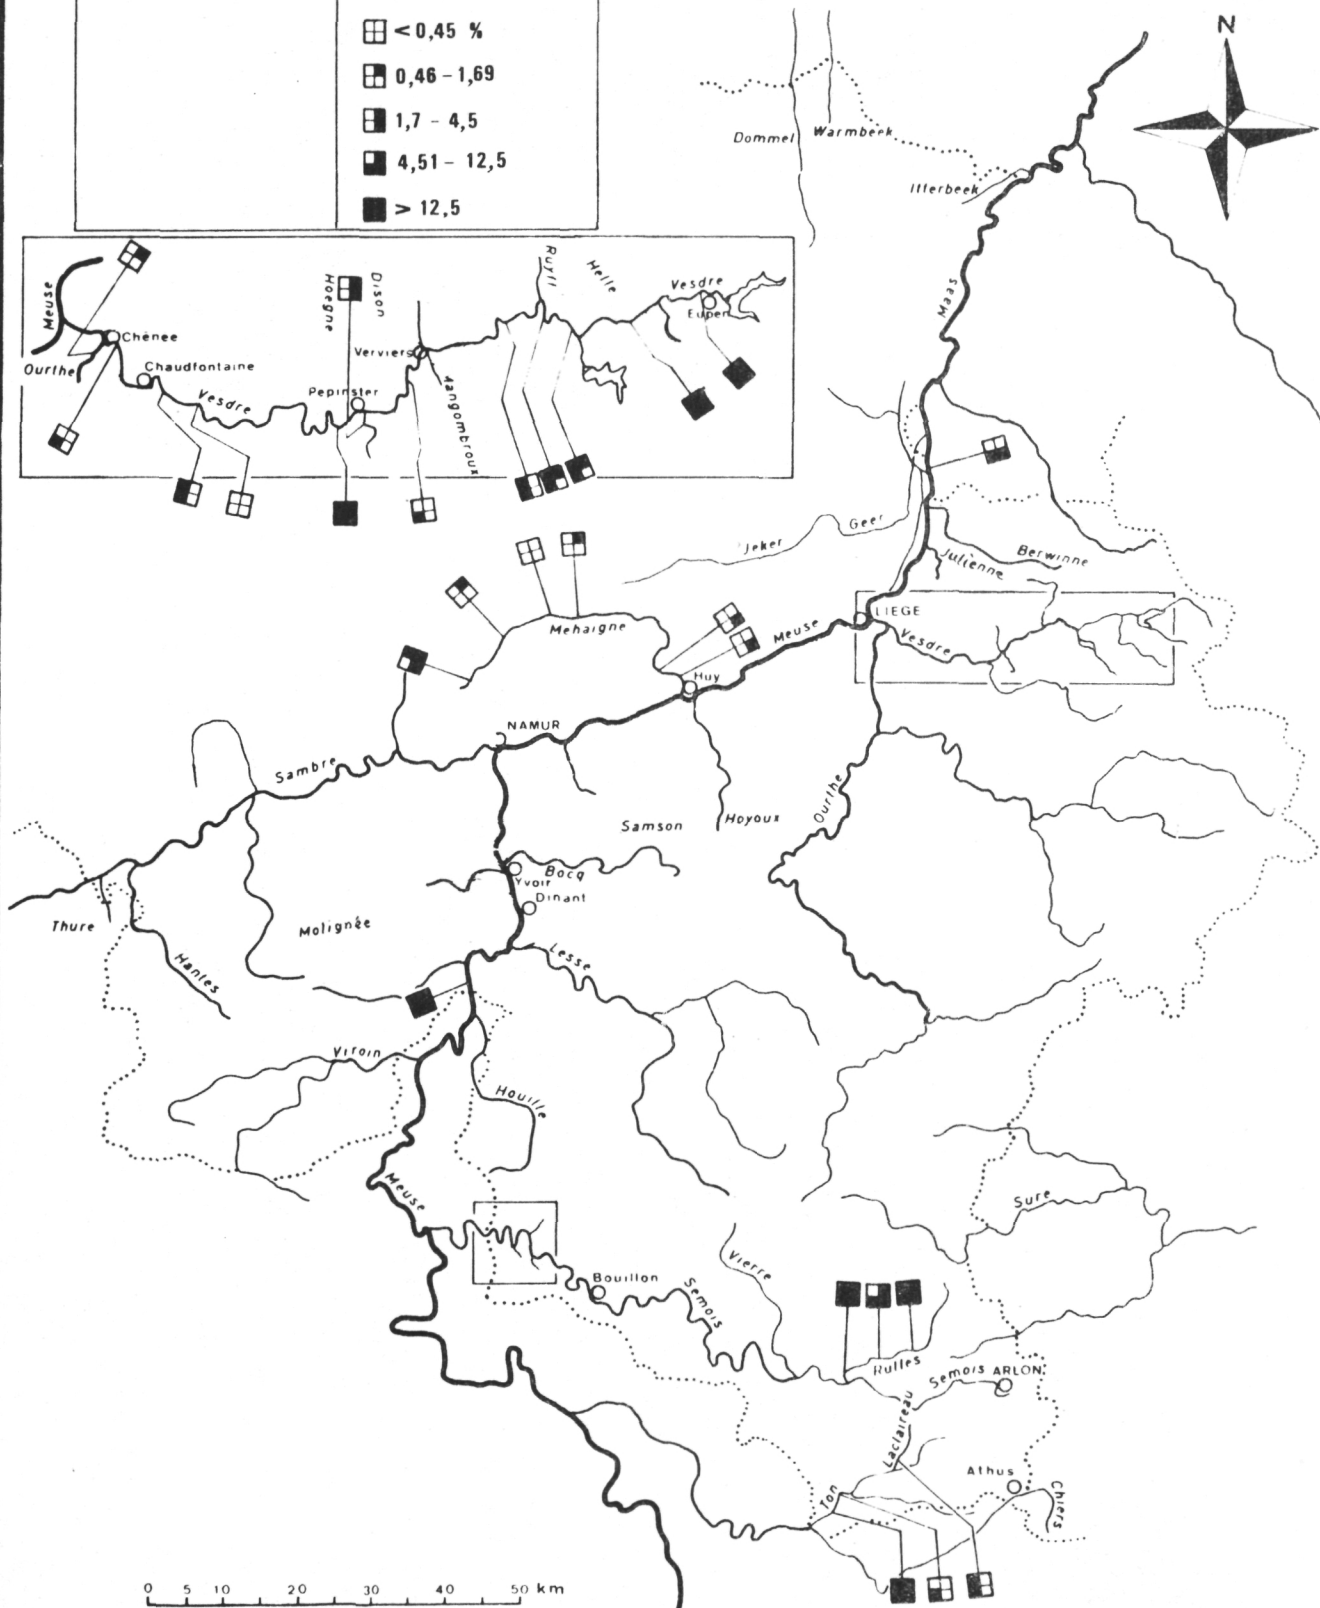 < 0,45 %
0,46 - 1,69
1,7 - 4,5
4,51 - 12,5
> 12,5
N
Dommel
Warmbeek
Itterbeek
Maas
Meuse
Ourthe
Chênee
Chaudfontaine
Vesdre
Hoegne
Dison
Pepinster
Verviers
Mangombroux
Ruyff
Helle
Vesdre
Eupen
Jeker
Geer
Berwinne
Julienne
LIEGE
Vesdre
Mehaigne
Meuse
Huy
NAMUR
Sambre
Ourthe
Samson
Hoyoux
Bocq
Yvoir
Dinant
Thure
Molignée
Hantes
Lesse
Viroin
Houille
Meuse
Sure
Vierre
Bouillon
Semois
Rulles
Semois
ARLON
Laclaireau
Athus
Ton
Chiers
0 5 10 20 30 40 50 km